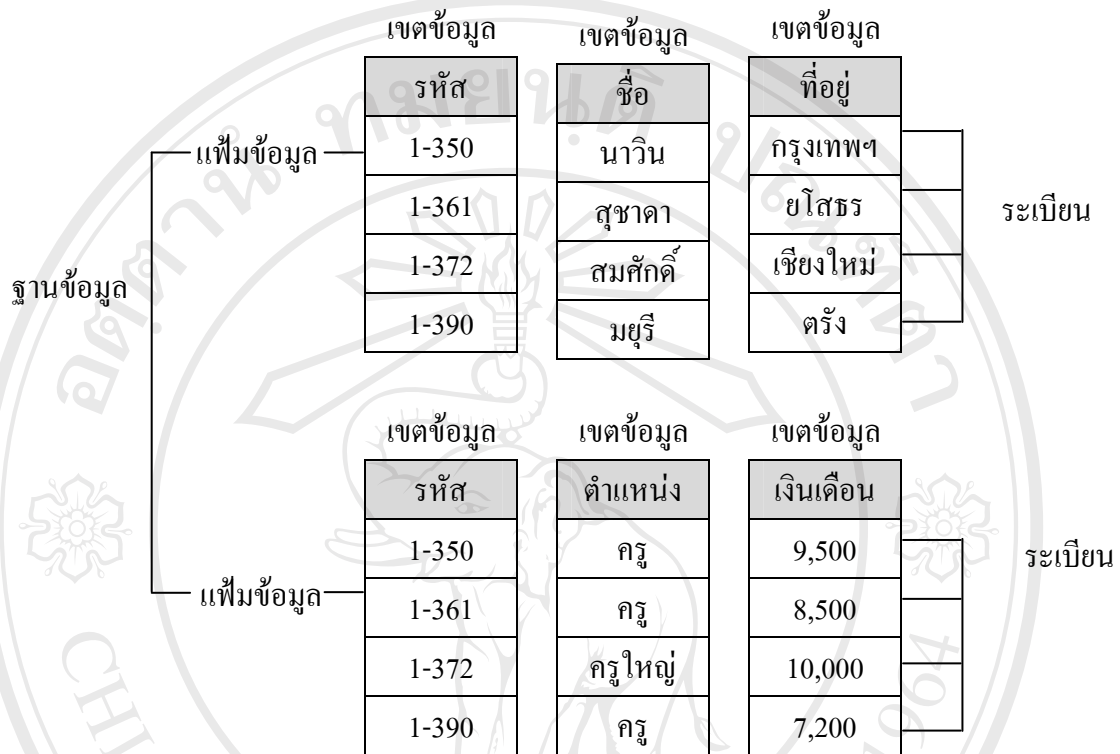 เขตข้อมูล เขตข้อมูล เขตข้อมูล
รหัส ชื่อ ที่อยู่
แฟ้มข้อมูล 1-350 นาวิน กรุงเทพฯ
1-361 สุชาดา ยโสธร ระเบียน
1-372 สมศักดิ์ เชียงใหม่
ฐานข้อมูล
1-390 มยุรี ตรัง
เขตข้อมูล เขตข้อมูล เขตข้อมูล
รหัส ตำแหน่ง เงินเดือน
1-350 ครู 9,500 ระเบียน
แฟ้มข้อมูล 1-361 ครู 8,500
1-372 ครูใหญ่ 10,000
1-390 ครู 7,200